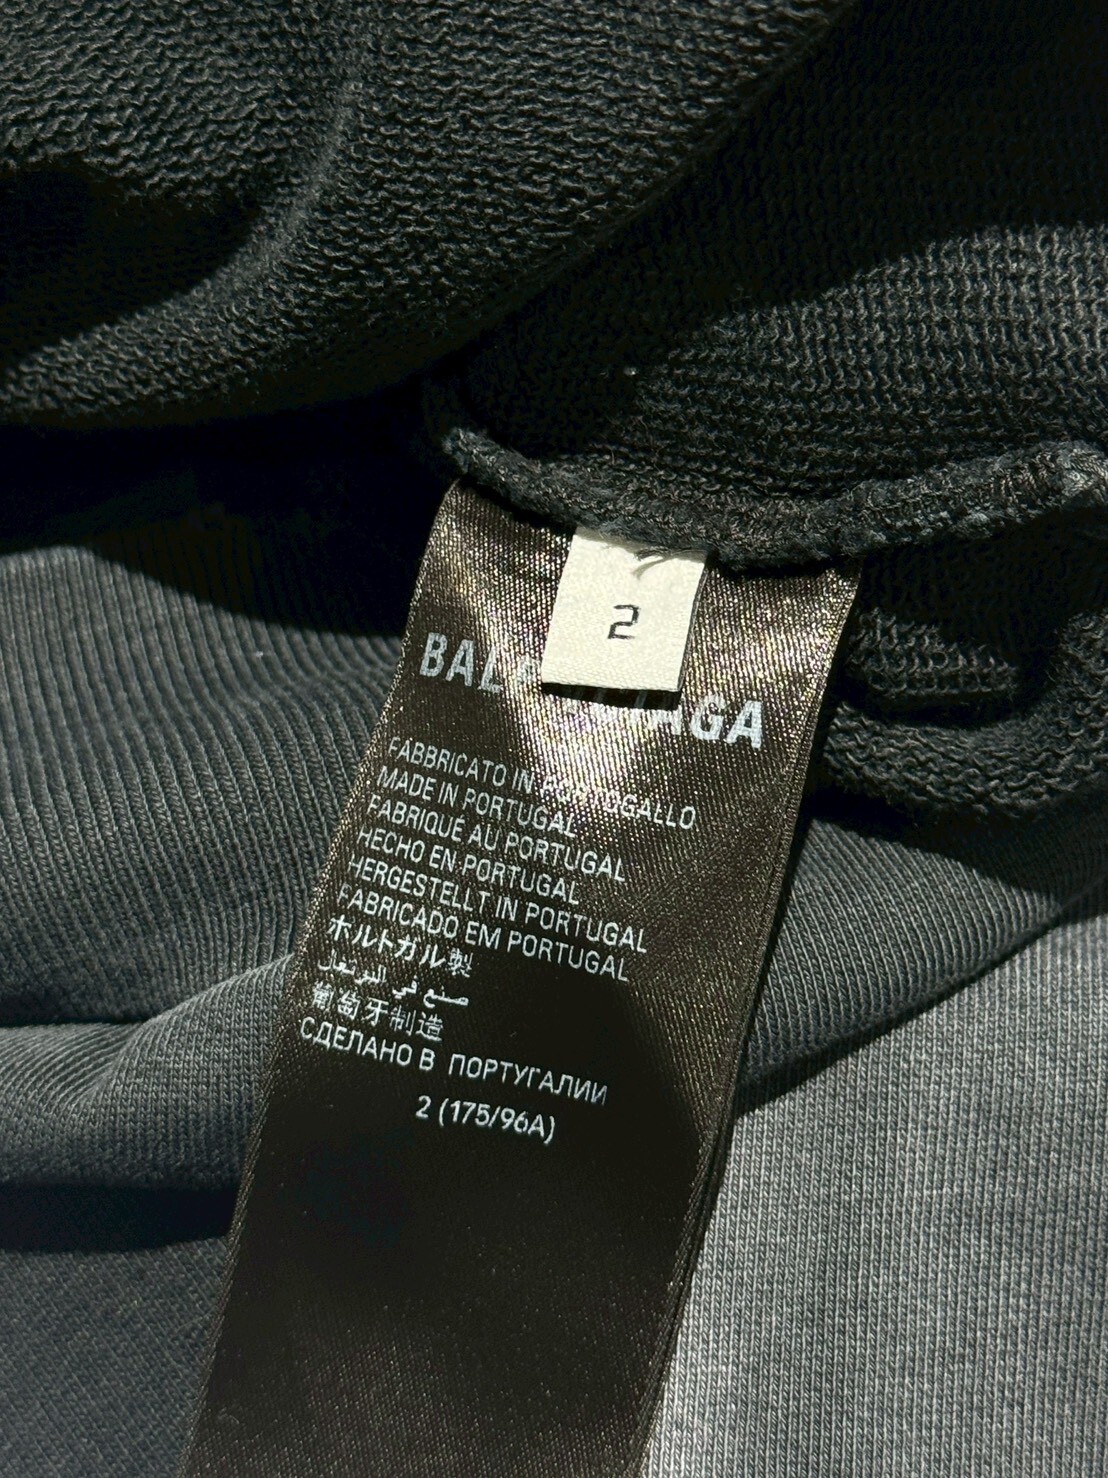 2
BALENCIAGA
FABBRICATO IN PORTOGALLO
MADE IN PORTUGAL
FABRIQUÉ AU PORTUGAL
HECHO EN PORTUGAL
HERGESTELLT IN PORTUGAL
FABRICADO EM PORTUGAL
ポルトガル製
صنع في البرتغال
葡萄牙制造
СДЕЛАНО В ПОРТУГАЛИИ
2 (175/96A)